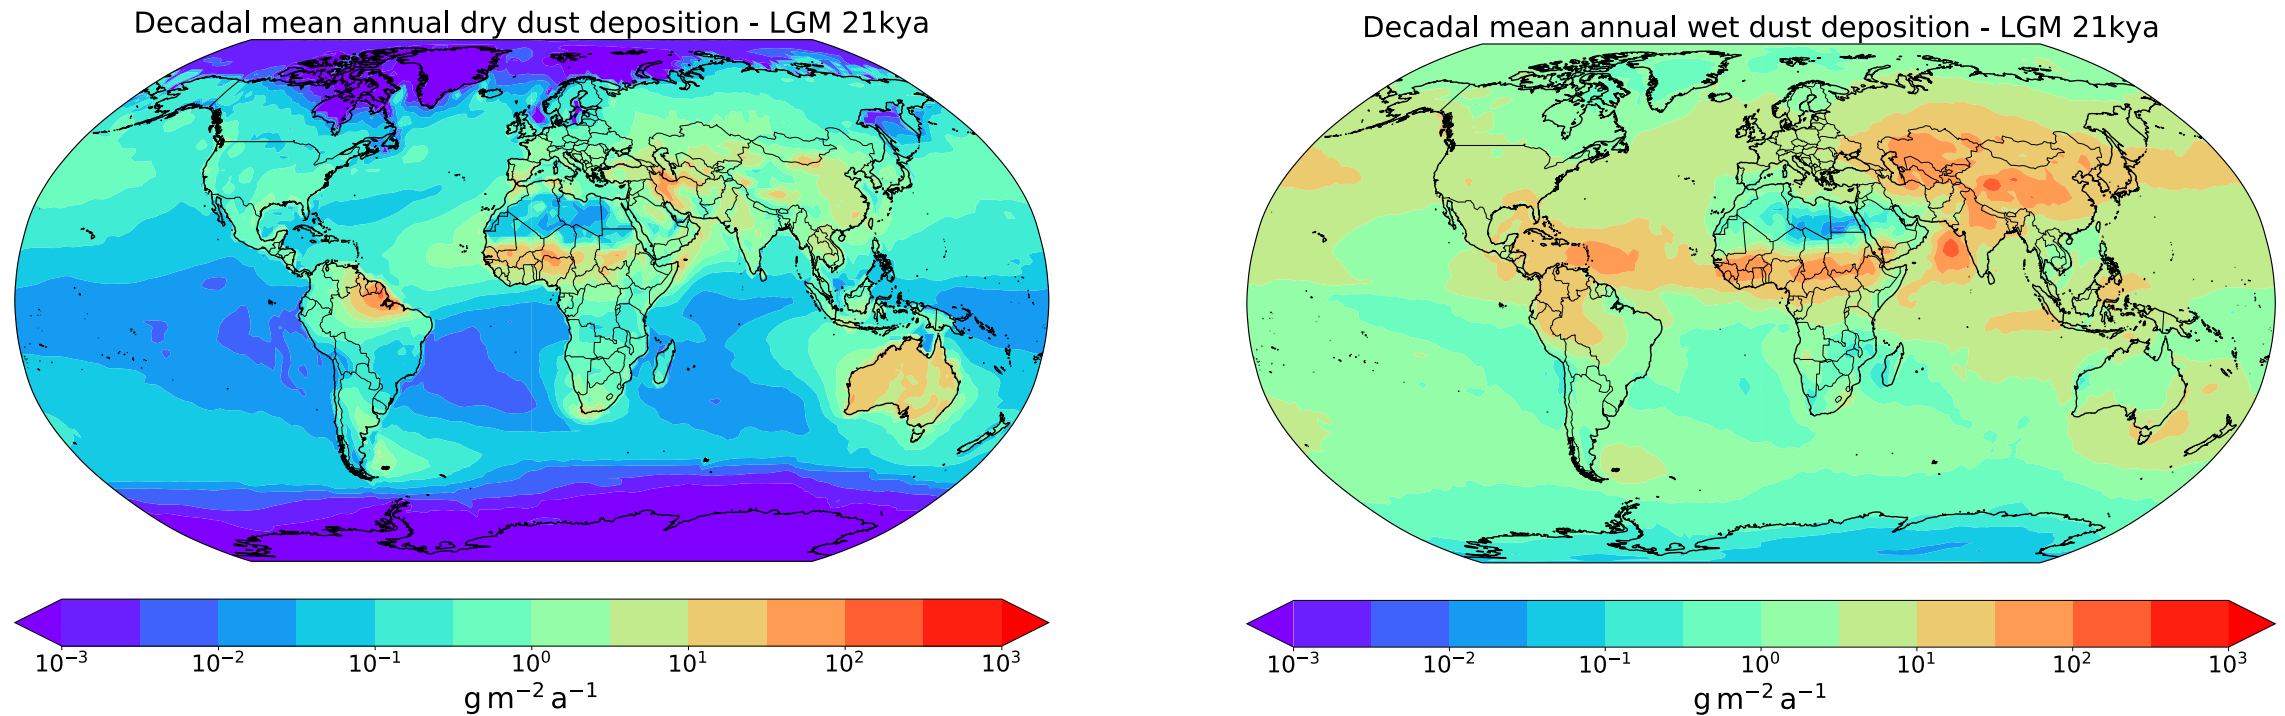 Decadal mean annual dry dust deposition - LGM 21kya
10⁻³ 10⁻² 10⁻¹ 10⁰ 10¹ 10² 10³
g m⁻² a⁻¹
Decadal mean annual wet dust deposition - LGM 21kya
10⁻³ 10⁻² 10⁻¹ 10⁰ 10¹ 10² 10³
g m⁻² a⁻¹